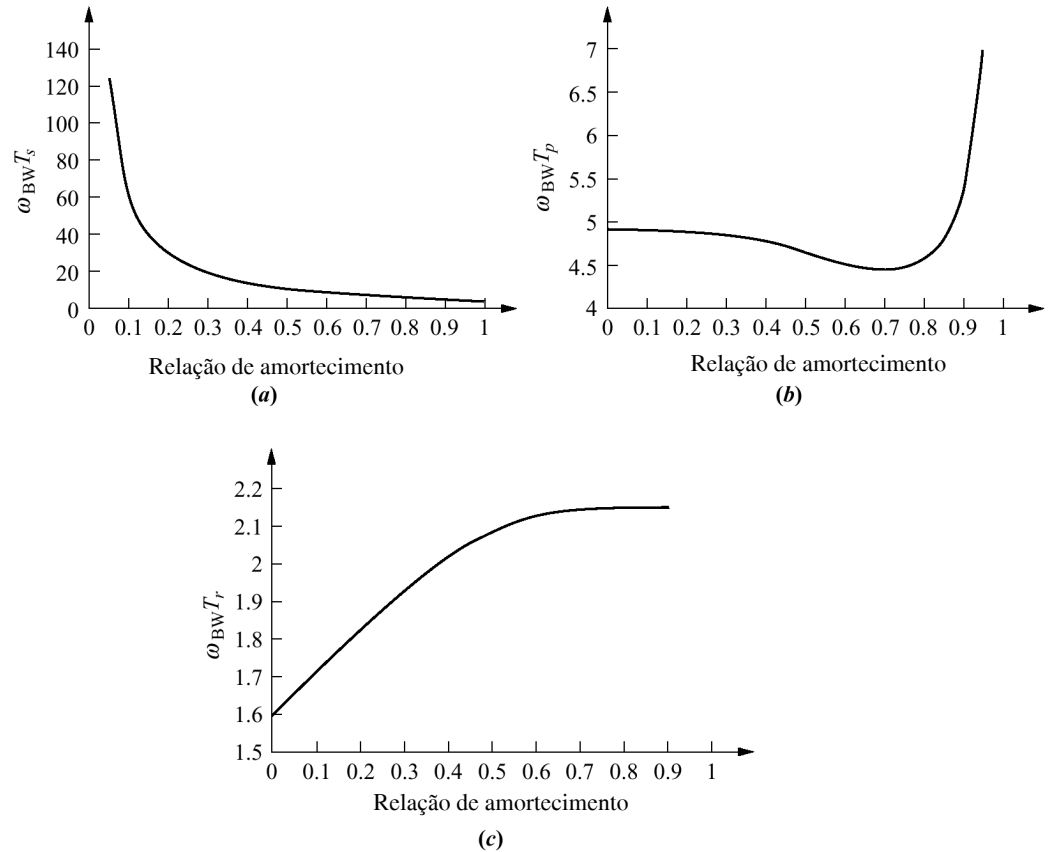 140
120
100
80
60
40
20
0
ω_BW T_s
0 0.1 0.2 0.3 0.4 0.5 0.6 0.7 0.8 0.9 1
Relação de amortecimento
(a)
7
6.5
6
5.5
5
4.5
4
ω_BW T_p
0 0.1 0.2 0.3 0.4 0.5 0.6 0.7 0.8 0.9 1
Relação de amortecimento
(b)
2.2
2.1
2
1.9
1.8
1.7
1.6
1.5
ω_BW T_r
0 0.1 0.2 0.3 0.4 0.5 0.6 0.7 0.8 0.9 1
Relação de amortecimento
(c)